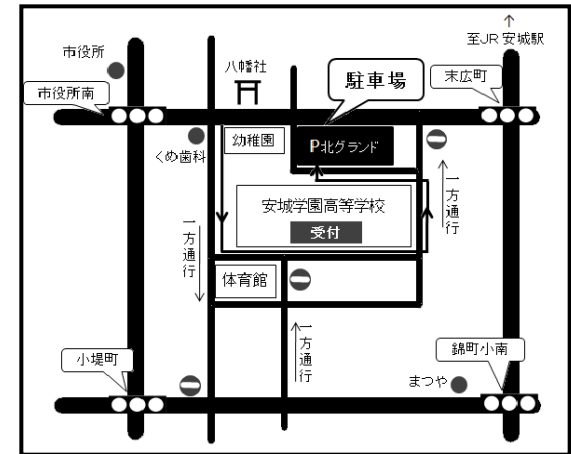 ↑
至JR 安城駅
市役所
八幡社
駐車場
末広町
市役所南
幼稚園
P北グランド
くめ歯科
一方通行
安城学園高等学校
受付
一方通行
体育館
一方通行
小堤町
錦町小南
まつや